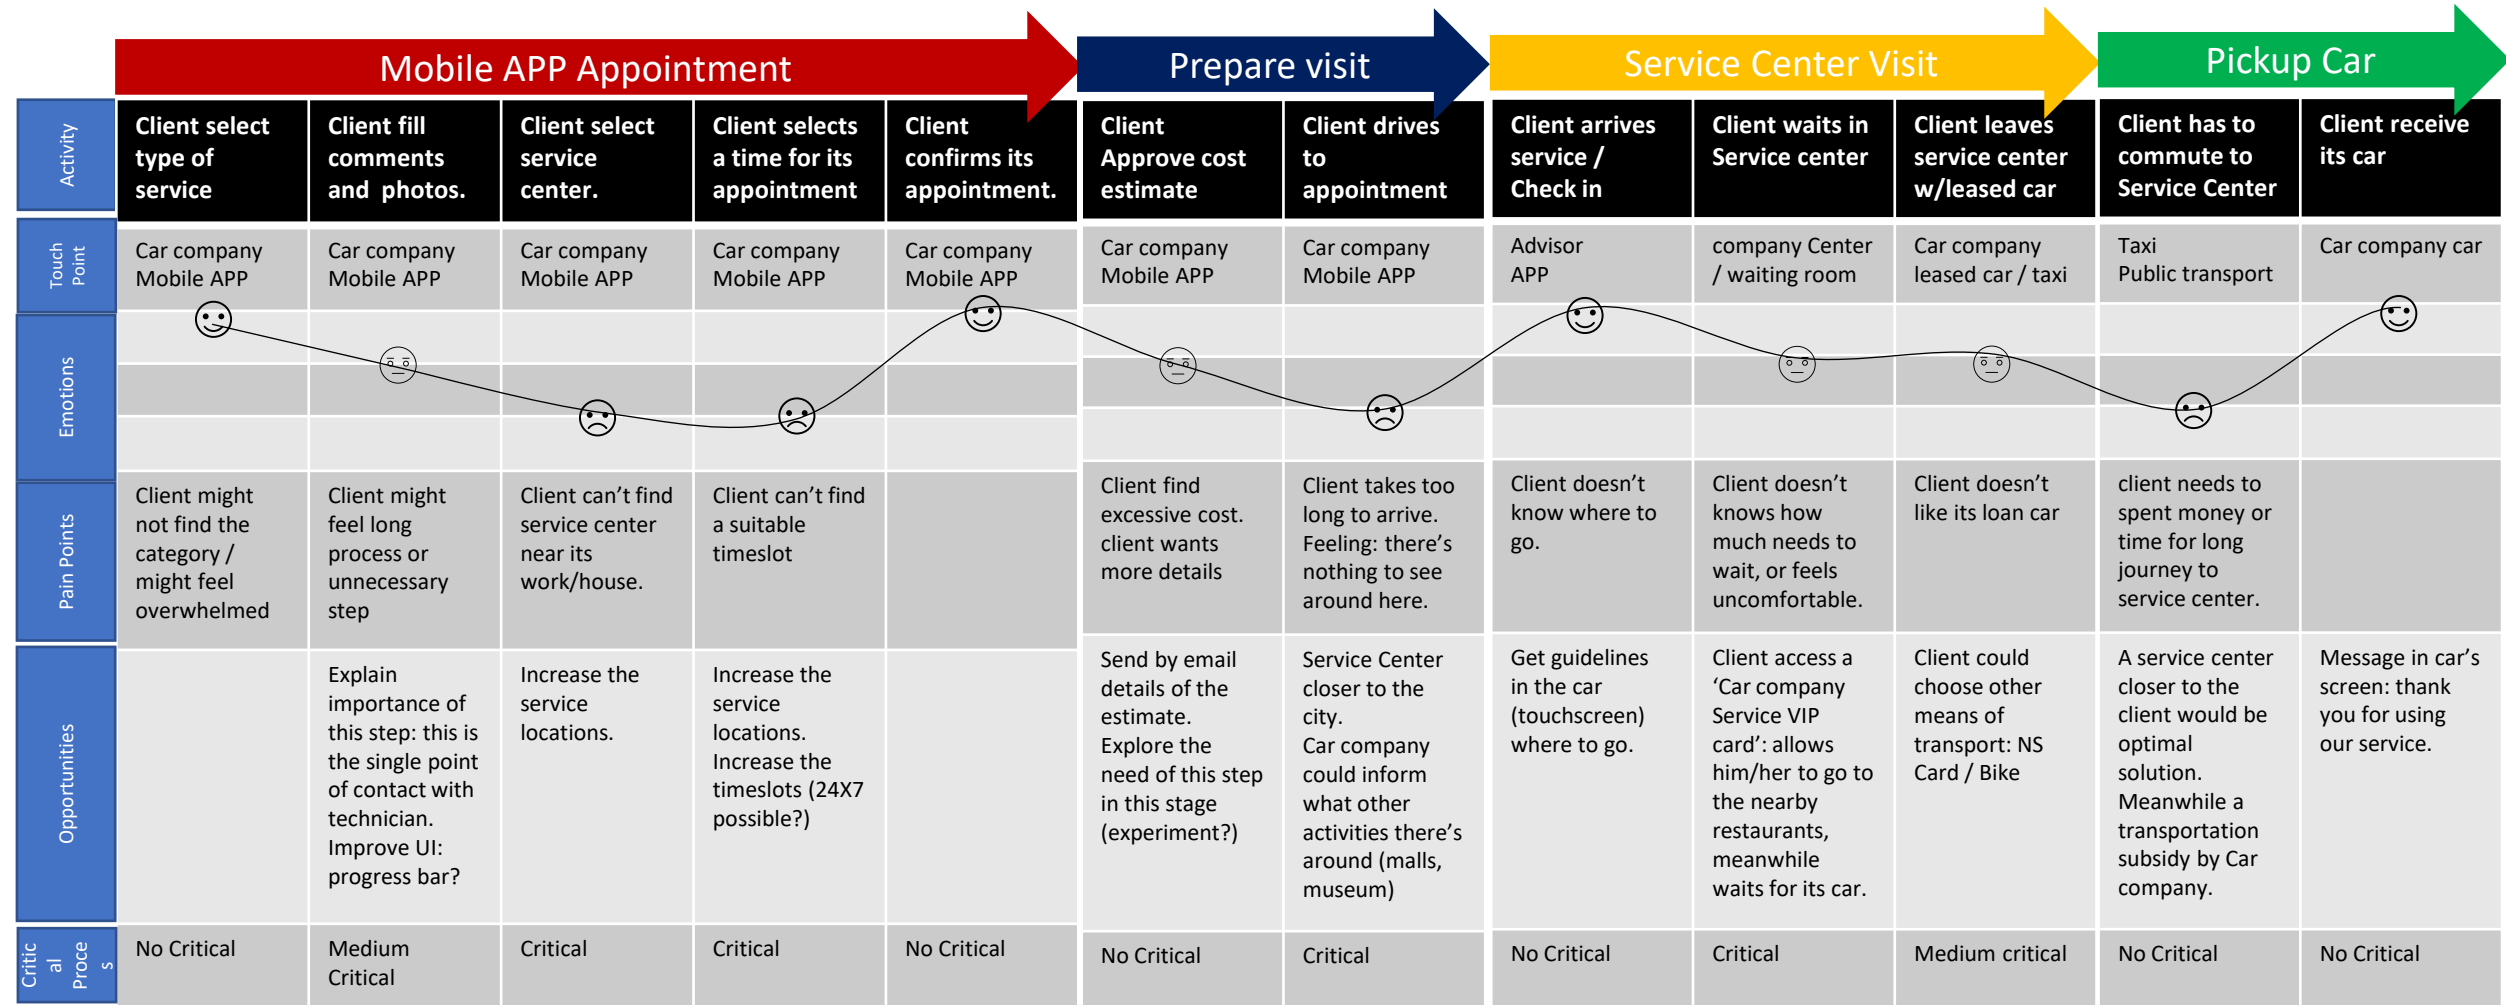 Mobile APP Appointment
Prepare visit
Service Center Visit
Pickup Car
Activity
Client select
type of
service
Client fill
comments
and photos.
Client select
service
center.
Client selects
a time for its
appointment
Client
confirms its
appointment.
Client
Approve cost
estimate
Client drives
to
appointment
Client arrives
service /
Check in
Client waits in
Service center
Client leaves
service center
w/leased car
Client has to
commute to
Service Center
Client receive
its car
Touch
Point
Car company
Mobile APP
Car company
Mobile APP
Car company
Mobile APP
Car company
Mobile APP
Car company
Mobile APP
Car company
Mobile APP
Car company
Mobile APP
Advisor
APP
company Center
/ waiting room
Car company
leased car / taxi
Taxi
Public transport
Car company car
Emotions
Pain Points
Client might
not find the
category /
might feel
overwhelmed
Client might
feel long
process or
unnecessary
step
Client can't find
service center
near its
work/house.
Client can't find
a suitable
timeslot
Client find
excessive cost.
client wants
more details
Client takes too
long to arrive.
Feeling: there's
nothing to see
around here.
Client doesn't
know where to
go.
Client doesn't
knows how
much needs to
wait, or feels
uncomfortable.
Client doesn't
like its loan car
client needs to
spent money or
time for long
journey to
service center.
Opportunities
Explain
importance of
this step: this is
the single point
of contact with
technician.
Improve UI:
progress bar?
Increase the
service
locations.
Increase the
service
locations.
Increase the
timeslots (24X7
possible?)
Send by email
details of the
estimate.
Explore the
need of this step
in this stage
(experiment?)
Service Center
closer to the
city.
Car company
could inform
what other
activities there's
around (malls,
museum)
Get guidelines
in the car
(touchscreen)
where to go.
Client access a
‘Car company
Service VIP
card’: allows
him/her to go to
the nearby
restaurants,
meanwhile
waits for its car.
Client could
choose other
means of
transport: NS
Card / Bike
A service center
closer to the
client would be
optimal
solution.
Meanwhile a
transportation
subsidy by Car
company.
Message in car's
screen: thank
you for using
our service.
Critic
al
Proce
s
No Critical
Medium
Critical
Critical
Critical
No Critical
No Critical
Critical
No Critical
Critical
Medium critical
No Critical
No Critical